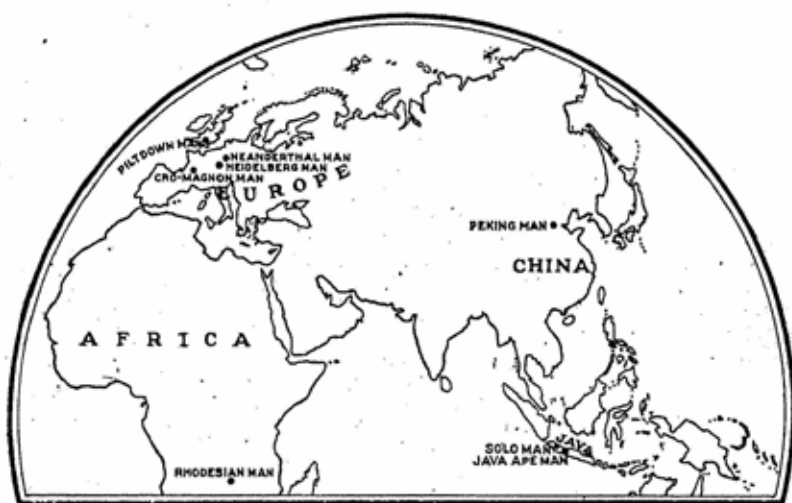 PILTDOWN MAN
NEANDERTHAL MAN
HEIDELBERG MAN
CRO-MAGNON MAN
EUROPE
PEKING MAN
CHINA
AFRICA
JAVA
SOLO MAN
JAVA APE MAN
RHODESIAN MAN